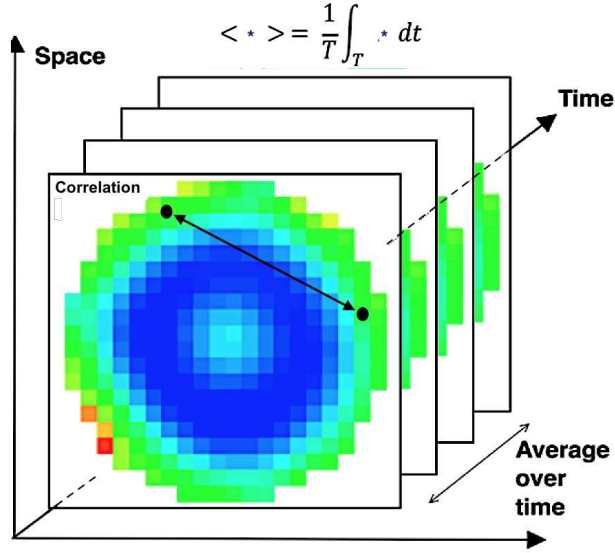 < * > = 1/T ∫_T * dt
Space
Time
Correlation
Average
over
time